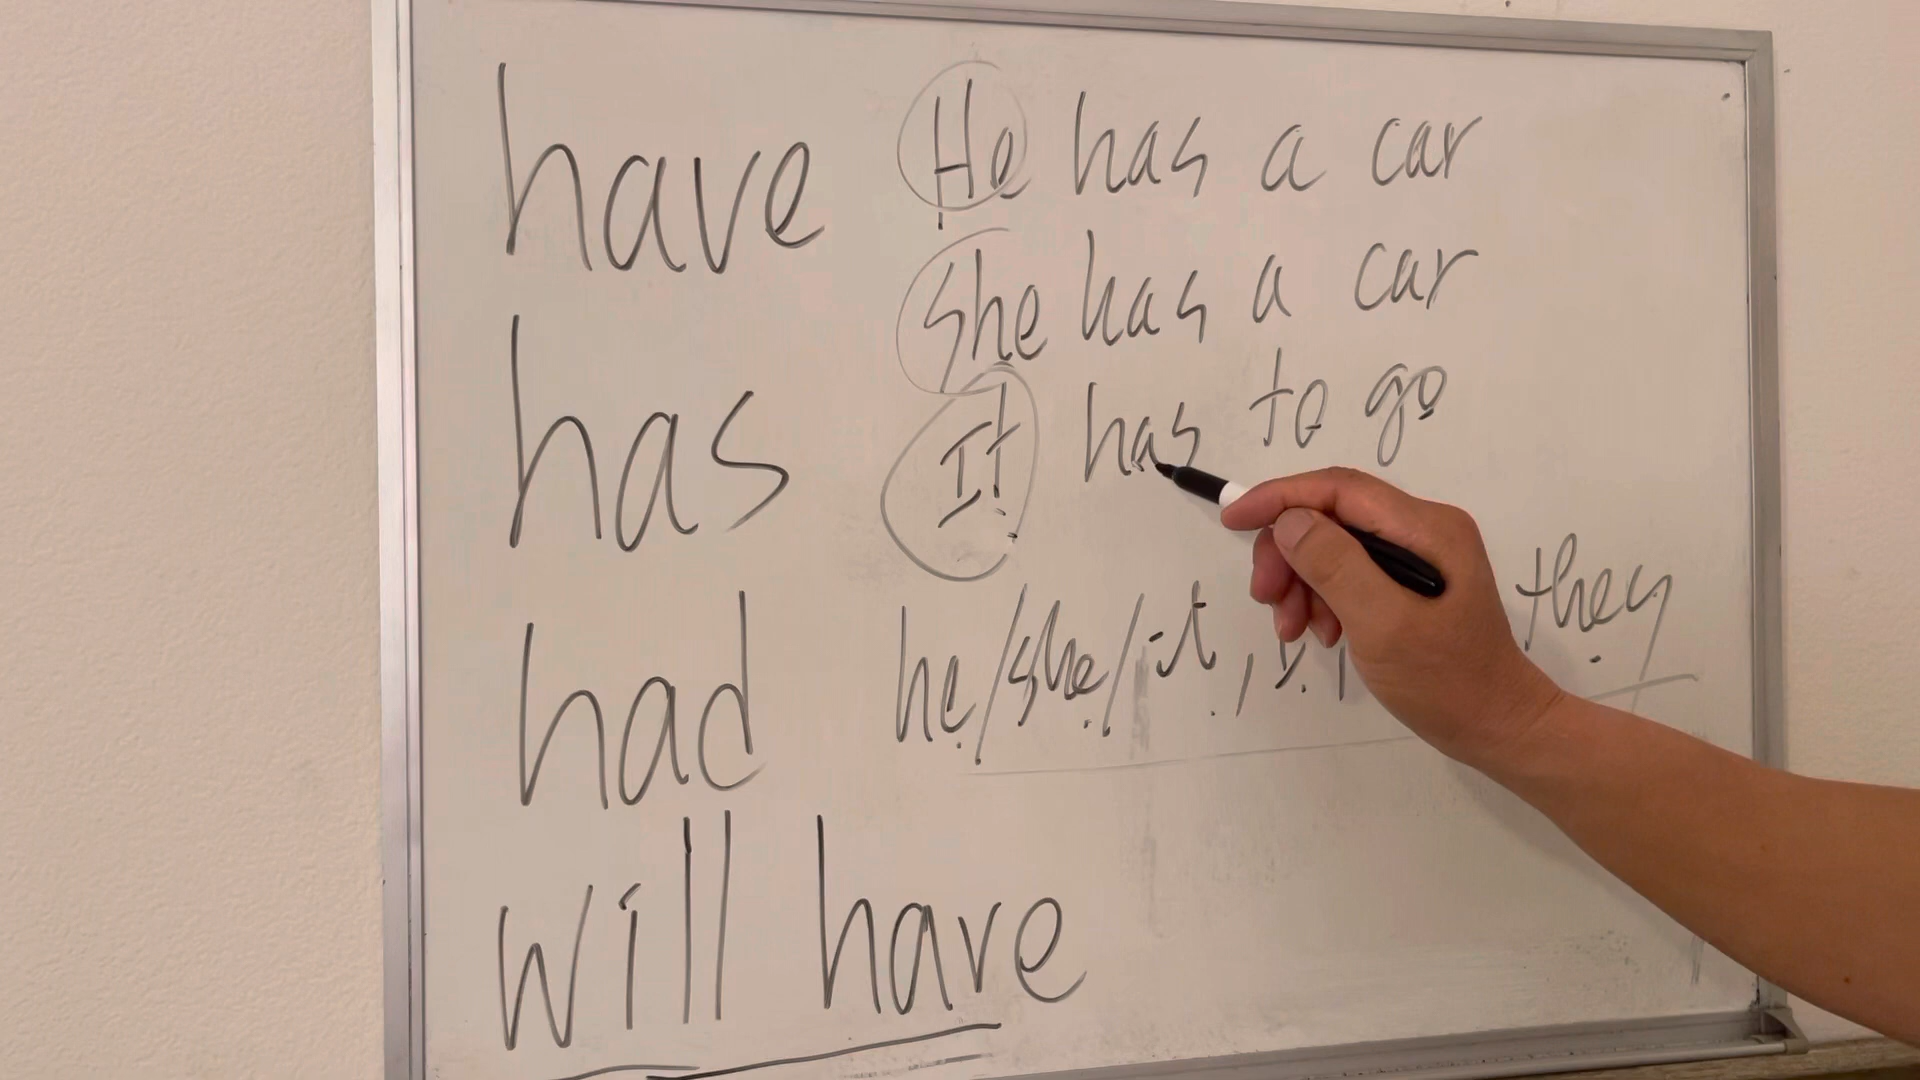 have
has
had
will have
He has a car
She has a car
It has to go
he/she/it, I,
they